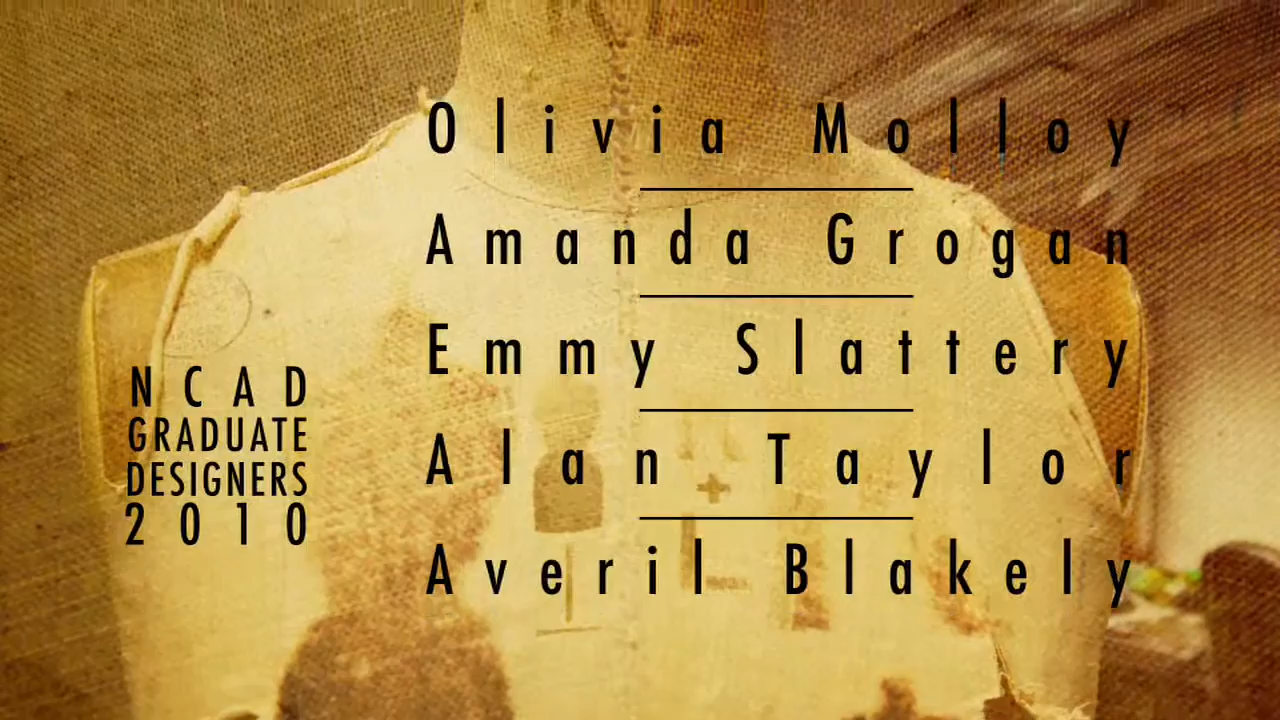 NCAD
GRADUATE
DESIGNERS
2010
Olivia Molloy
Amanda Grogan
Emmy Slattery
Alan Taylor
Averil Blakely